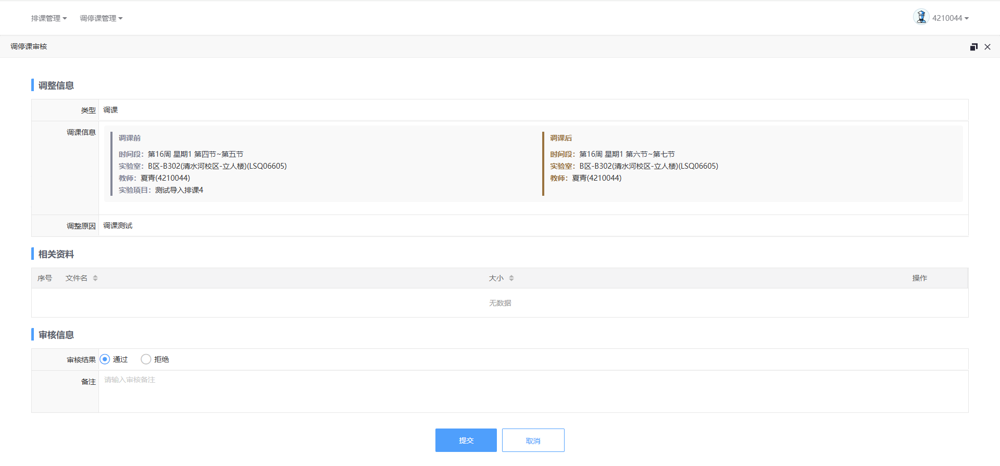 排课管理 调停课管理 4210044
调停课审核
调整信息
类型 调课
调课信息
调课前
时间段：第16周 星期1 第四节~第五节
实验室：B区-B302(清水河校区-立人楼)(LSQ06605)
教师：夏青(4210044)
实验项目：测试导入排课4
调课后
时间段：第16周 星期1 第六节~第七节
实验室：B区-B302(清水河校区-立人楼)(LSQ06605)
教师：夏青(4210044)
调整原因 调课测试
相关资料
序号 文件名 大小 操作
无数据
审核信息
审核结果 通过 拒绝
备注 请输入审核备注
提交 取消